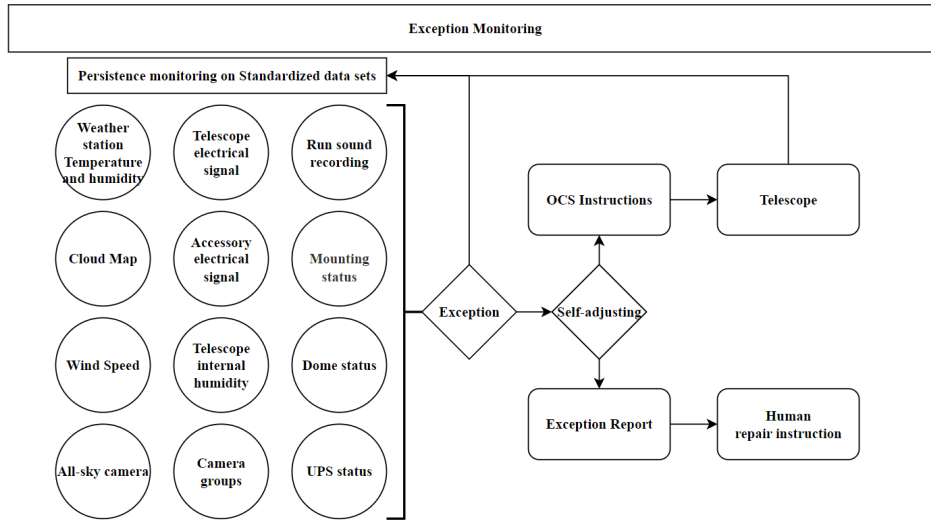 Exception Monitoring
Persistence monitoring on Standardized data sets
Weather
station
Temperature
and humidity
Telescope
electrical
signal
Run sound
recording
Cloud Map
Accessory
electrical
signal
Mounting
status
Wind Speed
Telescope
internal
humidity
Dome status
All-sky camera
Camera
groups
UPS status
Exception
Self-adjusting
OCS Instructions
Telescope
Exception Report
Human
repair instruction